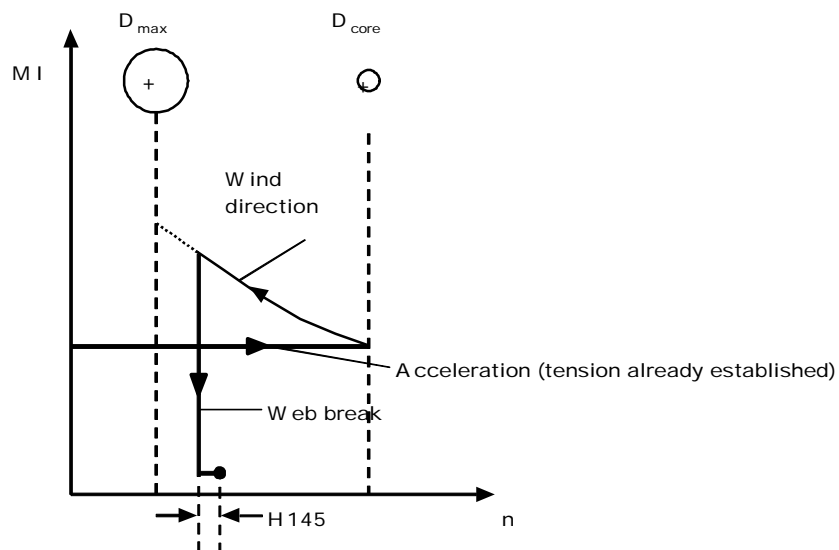 D max
D core
M I
+
+
W ind
direction
A cceleration (tension already established)
W eb break
H 145
n